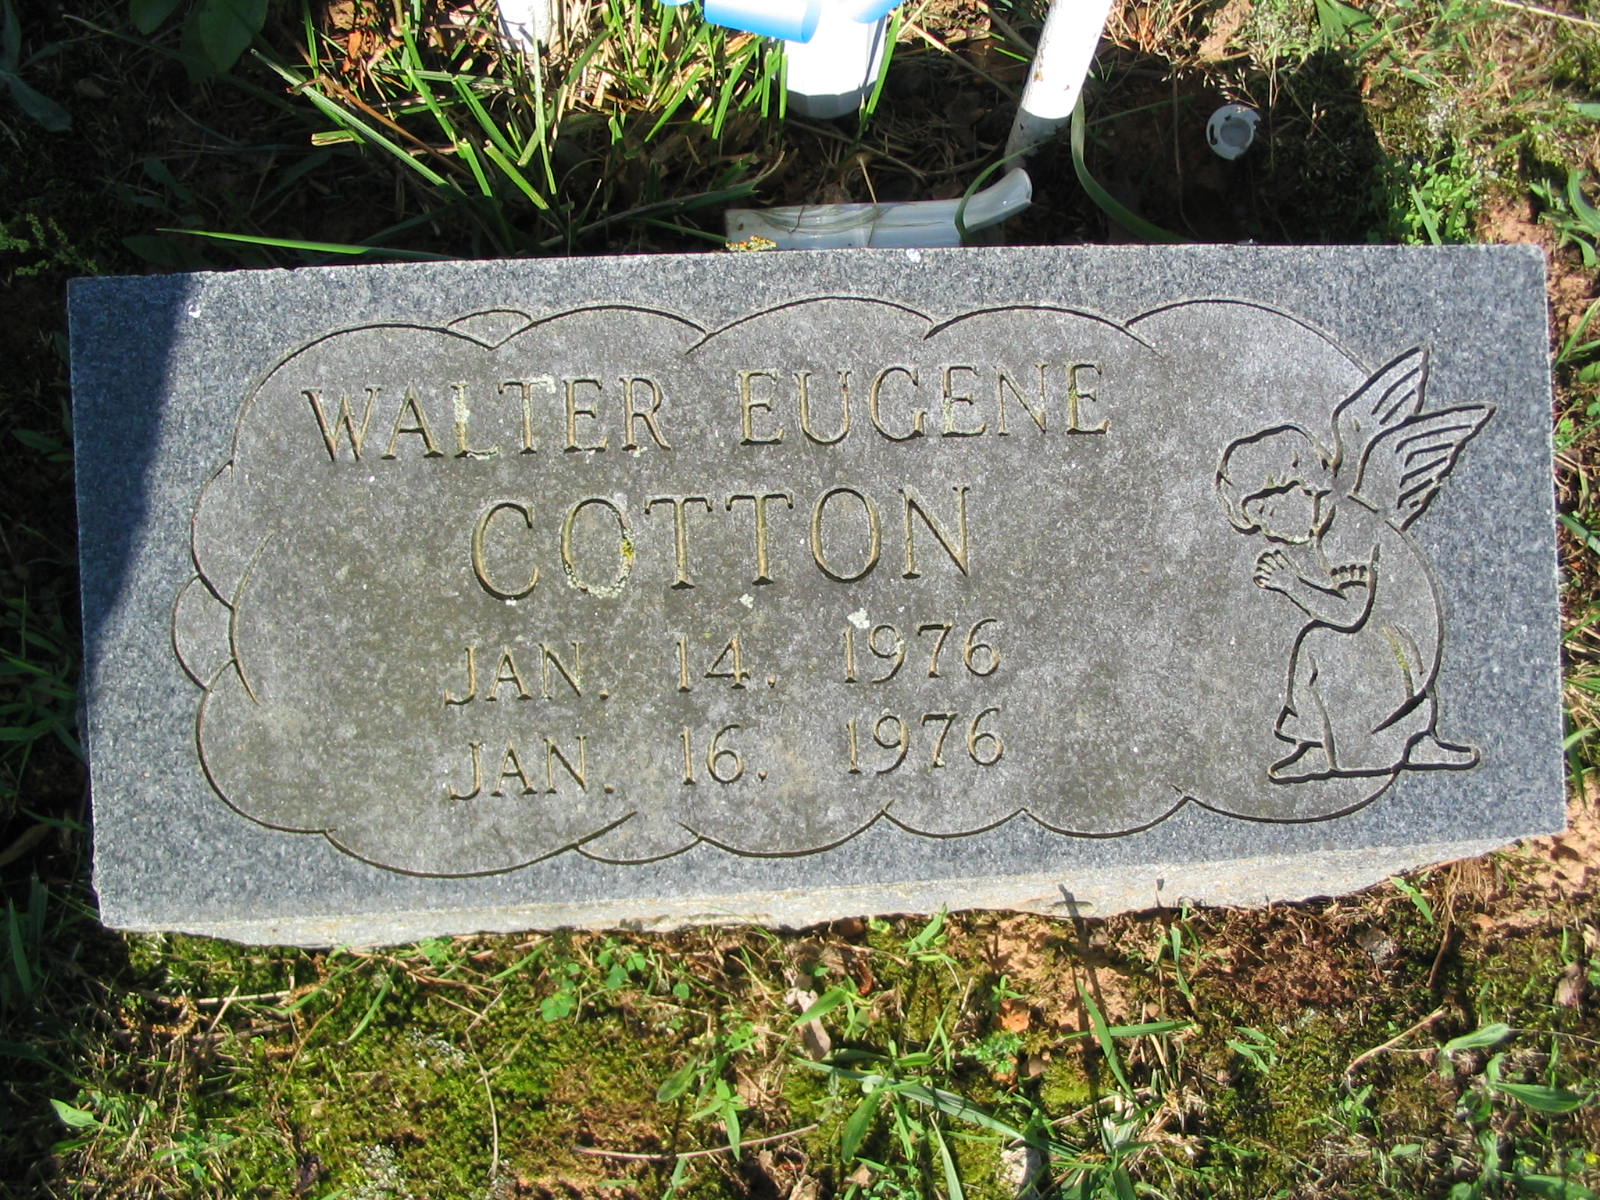 WALTER EUGENE
COTTON
JAN. 14. 1976
JAN. 16. 1976